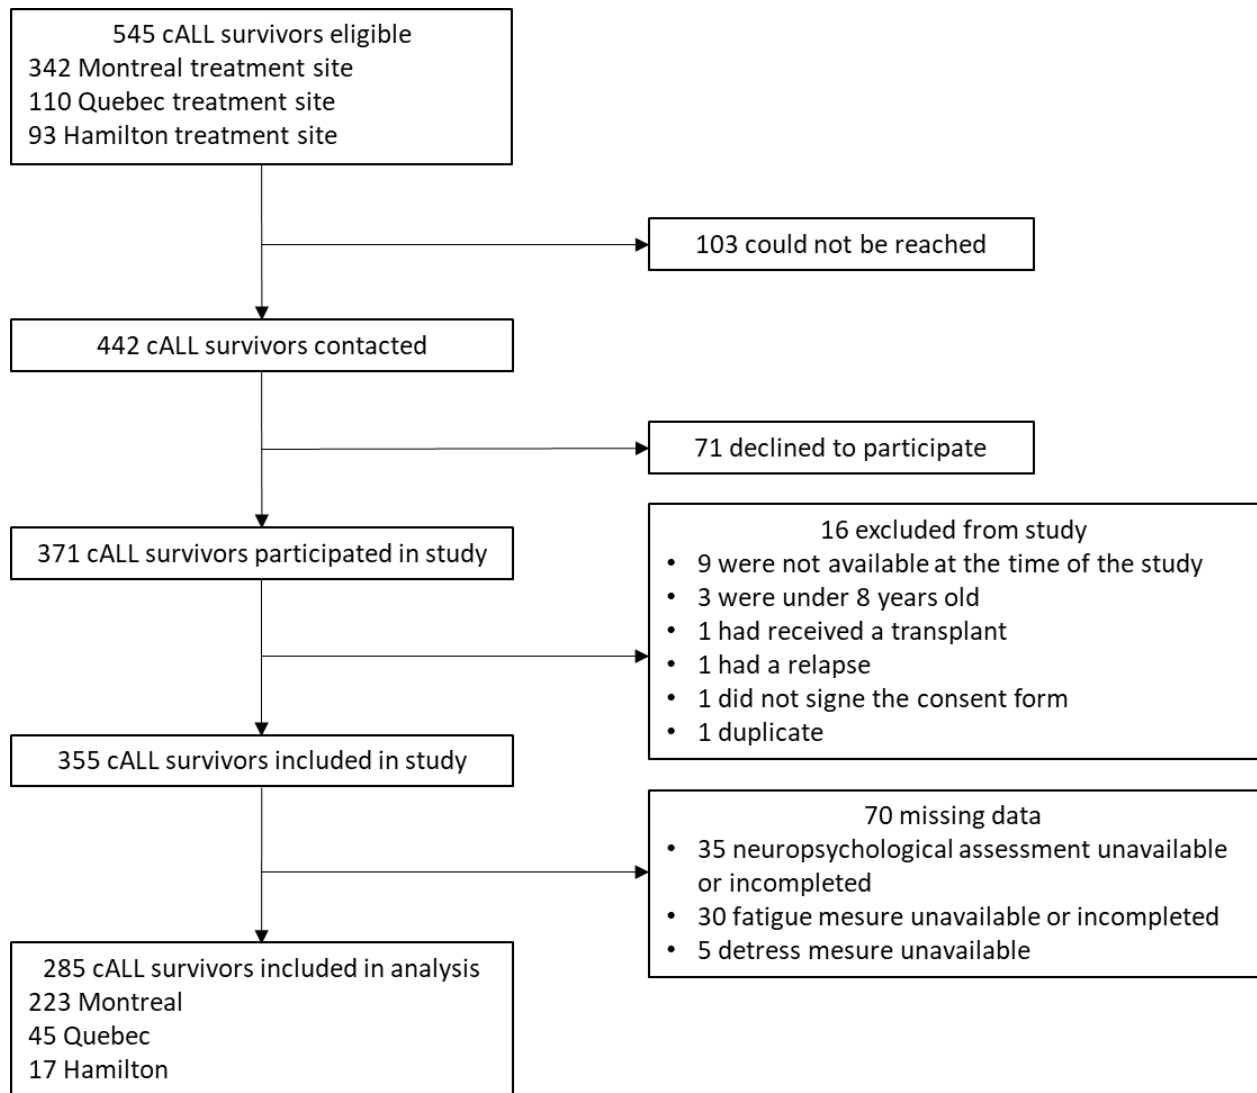 545 cALL survivors eligible
342 Montreal treatment site
110 Quebec treatment site
93 Hamilton treatment site
103 could not be reached
442 cALL survivors contacted
71 declined to participate
371 cALL survivors participated in study
16 excluded from study
• 9 were not available at the time of the study
• 3 were under 8 years old
• 1 had received a transplant
• 1 had a relapse
• 1 did not signe the consent form
• 1 duplicate
355 cALL survivors included in study
70 missing data
• 35 neuropsychological assessment unavailable
or incompleted
• 30 fatigue mesure unavailable or incompleted
• 5 detress mesure unavailable
285 cALL survivors included in analysis
223 Montreal
45 Quebec
17 Hamilton